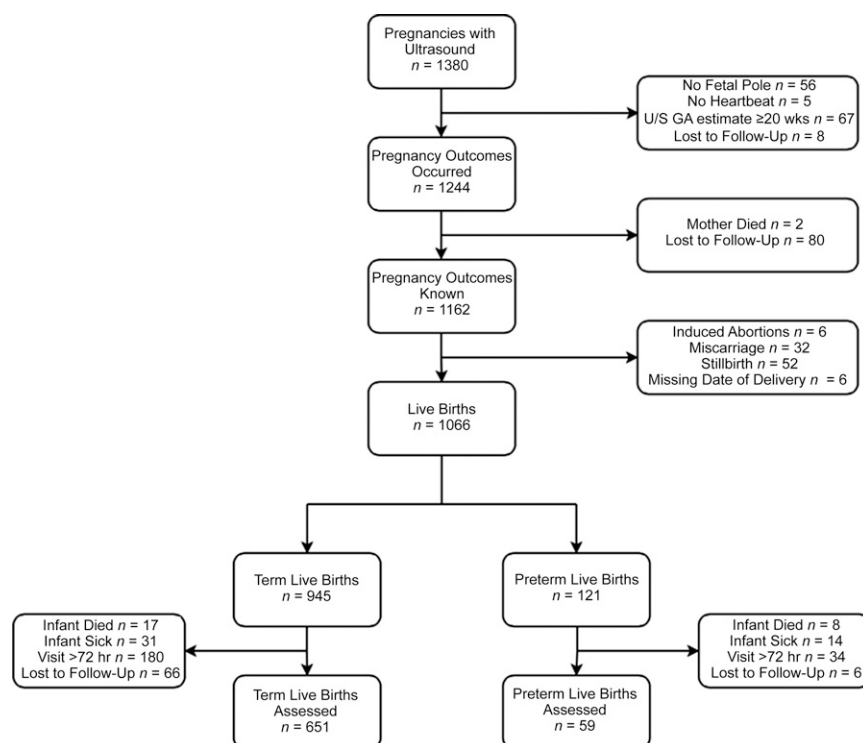 Pregnancies with
Ultrasound
n = 1380
No Fetal Pole n = 56
No Heartbeat n = 5
U/S GA estimate ≥20 wks n = 67
Lost to Follow-Up n = 8
Pregnancy Outcomes
Occurred
n = 1244
Mother Died n = 2
Lost to Follow-Up n = 80
Pregnancy Outcomes
Known
n = 1162
Induced Abortions n = 6
Miscarriage n = 32
Stillbirth n = 52
Missing Date of Delivery n = 6
Live Births
n = 1066
Term Live Births
n = 945
Preterm Live Births
n = 121
Infant Died n = 17
Infant Sick n = 31
Visit >72 hr n = 180
Lost to Follow-Up n = 66
Infant Died n = 8
Infant Sick n = 14
Visit >72 hr n = 34
Lost to Follow-Up n = 6
Term Live Births
Assessed
n = 651
Preterm Live Births
Assessed
n = 59